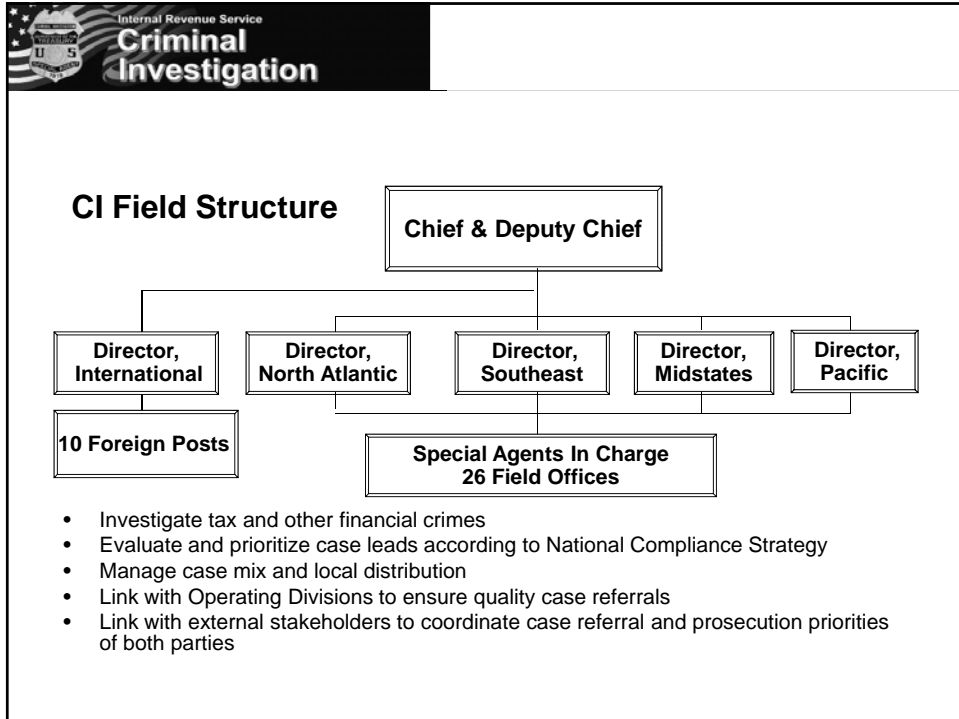 Internal Revenue Service
Criminal
Investigation
TREASURY
U S
SPECIAL AGENT
1919
CI Field Structure
Chief & Deputy Chief
Director,
International
Director,
North Atlantic
Director,
Southeast
Director,
Midstates
Director,
Pacific
10 Foreign Posts
Special Agents In Charge
26 Field Offices
• Investigate tax and other financial crimes
• Evaluate and prioritize case leads according to National Compliance Strategy
• Manage case mix and local distribution
• Link with Operating Divisions to ensure quality case referrals
• Link with external stakeholders to coordinate case referral and prosecution priorities
of both parties